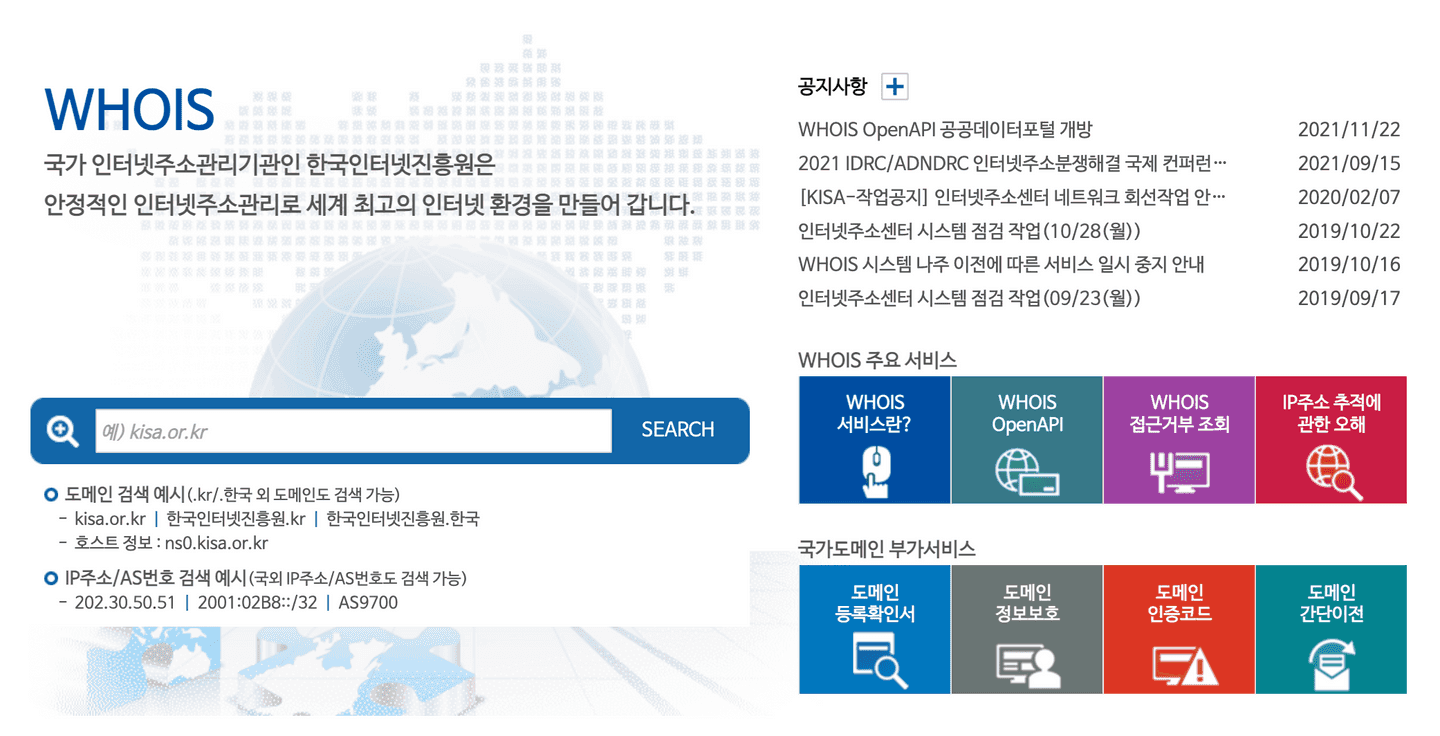 WHOIS
국가 인터넷주소관리기관인 한국인터넷진흥원은
안정적인 인터넷주소관리로 세계 최고의 인터넷 환경을 만들어 갑니다.
예) kisa.or.kr
SEARCH
도메인 검색 예시(.kr/.한국 외 도메인도 검색 가능)
- kisa.or.kr | 한국인터넷진흥원.kr | 한국인터넷진흥원.한국
- 호스트 정보 : ns0.kisa.or.kr
IP주소/AS번호 검색 예시(국외 IP주소/AS번호도 검색 가능)
- 202.30.50.51 | 2001:02B8::/32 | AS9700
공지사항
WHOIS OpenAPI 공공데이터포털 개방 2021/11/22
2021 IDRC/ADNDRC 인터넷주소분쟁해결 국제 컨퍼런… 2021/09/15
[KISA-작업공지] 인터넷주소센터 네트워크 회선작업 안… 2020/02/07
인터넷주소센터 시스템 점검 작업(10/28(월)) 2019/10/22
WHOIS 시스템 나주 이전에 따른 서비스 일시 중지 안내 2019/10/16
인터넷주소센터 시스템 점검 작업(09/23(월)) 2019/09/17
WHOIS 주요 서비스
WHOIS
서비스란?
WHOIS
OpenAPI
WHOIS
접근거부 조회
IP주소 추적에
관한 오해
국가도메인 부가서비스
도메인
등록확인서
도메인
정보보호
도메인
인증코드
도메인
간단이전